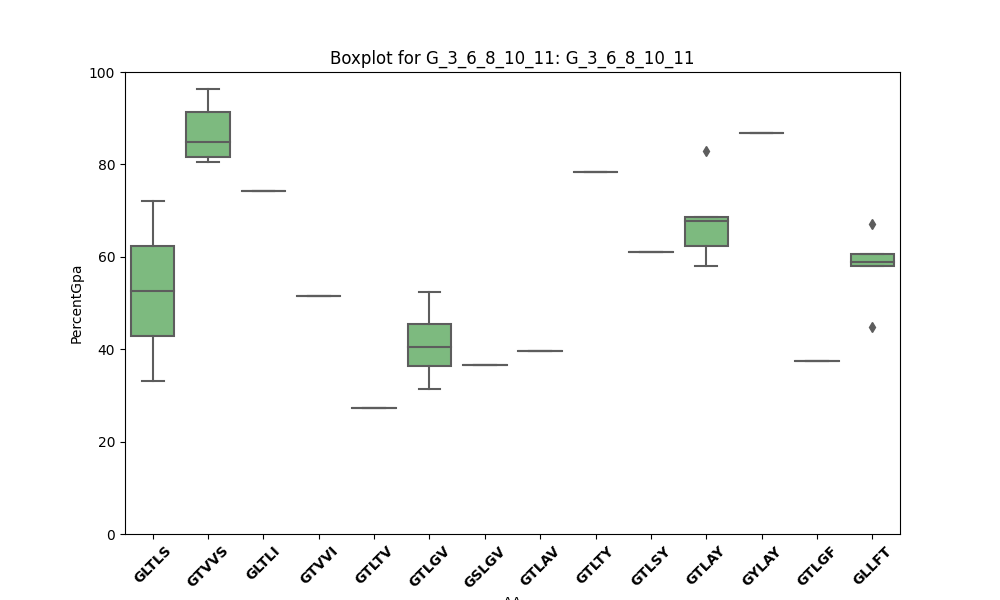 Boxplot for G_3_6_8_10_11: G_3_6_8_10_11
PercentGpa
100
80
60
40
20
0
GLTLS
GTVVS
GLTLI
GTVVI
GTLTV
GTLGV
GSLGV
GTLAV
GTLTY
GTLSY
GTLAY
GYLAY
GTLGF
GLLFT